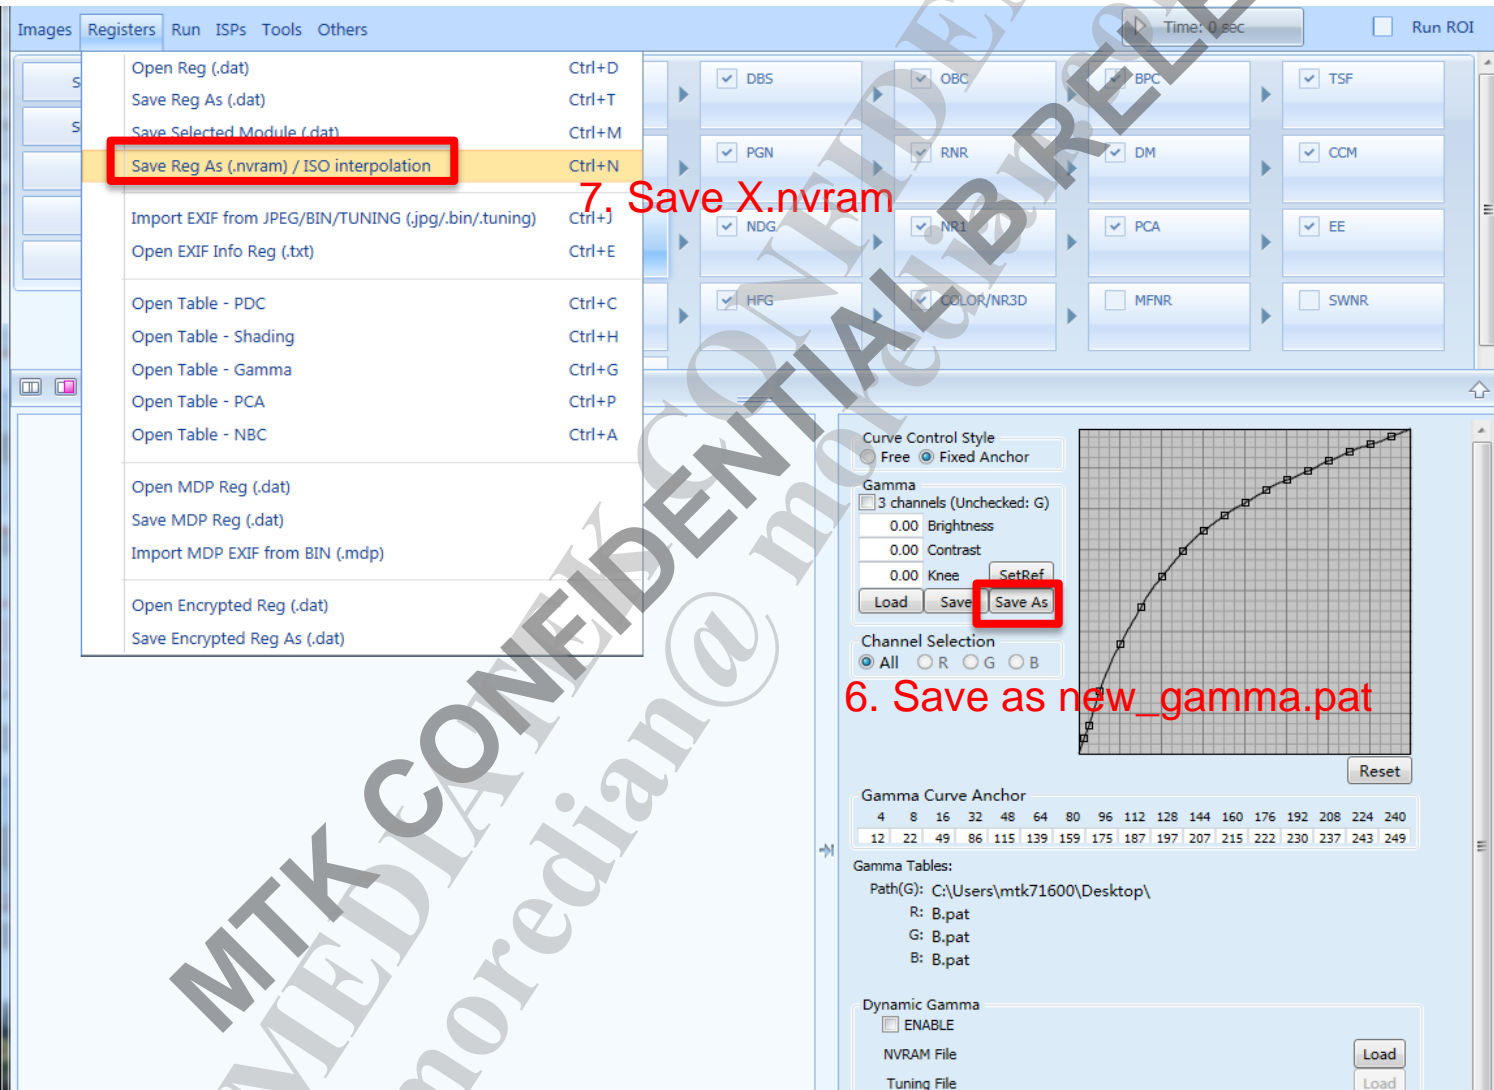 Images Registers Run ISPs Tools Others
Time: 0 sec
Run ROI
Open Reg (.dat) Ctrl+D
Save Reg As (.dat) Ctrl+T
Save Selected Module (.dat) Ctrl+M
Save Reg As (.nvram) / ISO interpolation Ctrl+N
Import EXIF from JPEG/BIN/TUNING (.jpg/.bin/.tuning) Ctrl+J
Open EXIF Info Reg (.txt) Ctrl+E
Open Table - PDC Ctrl+C
Open Table - Shading Ctrl+H
Open Table - Gamma Ctrl+G
Open Table - PCA Ctrl+P
Open Table - NBC Ctrl+A
Open MDP Reg (.dat)
Save MDP Reg (.dat)
Import MDP EXIF from BIN (.mdp)
Open Encrypted Reg (.dat)
Save Encrypted Reg As (.dat)
DBS OBC BPC TSF
PGN RNR DM CCM
7. Save X.nvram
NDG NR1 PCA EE
HFG COLOR/NR3D MFNR SWNR
Curve Control Style
Free Fixed Anchor
Gamma
3 channels (Unchecked: G)
0.00 Brightness
0.00 Contrast
0.00 Knee SetRef
Load Save Save As
Channel Selection
All R G B
6. Save as new_gamma.pat
Reset
Gamma Curve Anchor
4 8 16 32 48 64 80 96 112 128 144 160 176 192 208 224 240
12 22 49 86 115 139 159 175 187 197 207 215 222 230 237 243 249
Gamma Tables:
Path(G): C:\Users\mtk71600\Desktop\
R: B.pat
G: B.pat
B: B.pat
Dynamic Gamma
ENABLE
NVRAM File Load
Tuning File Load
MTK CONFIDENTIAL B RELE
MEDIATEK CONFIDE
moredian@